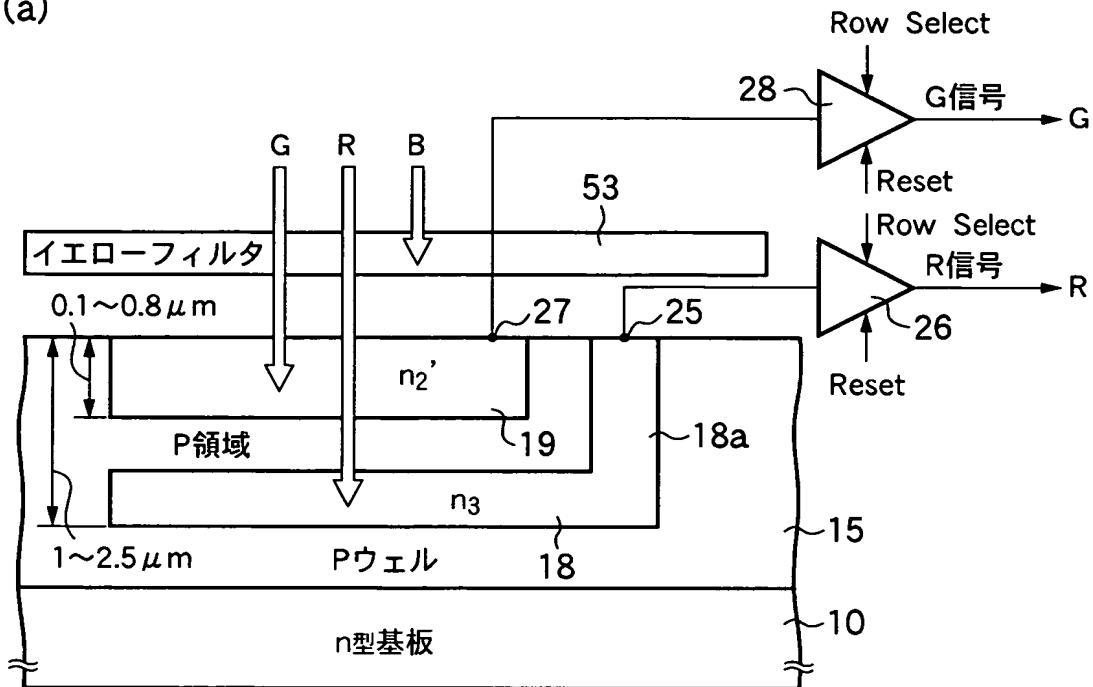 (a)
Row Select
28
G信号
G
G R B
Reset
53
Row Select
イエローフィルタ
R信号
R
0.1～0.8μm
27
25
26
Reset
n2'
19
18a
P領域
n3
18
15
1～2.5μm
Pウェル
10
n型基板